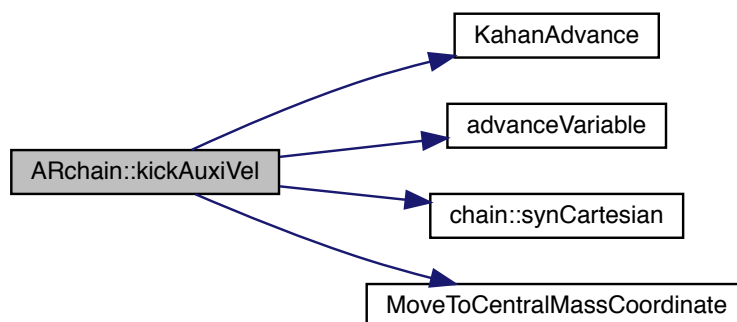 KahanAdvance
advanceVariable
ARchain::kickAuxiVel
chain::synCartesian
MoveToCentralMassCoordinate